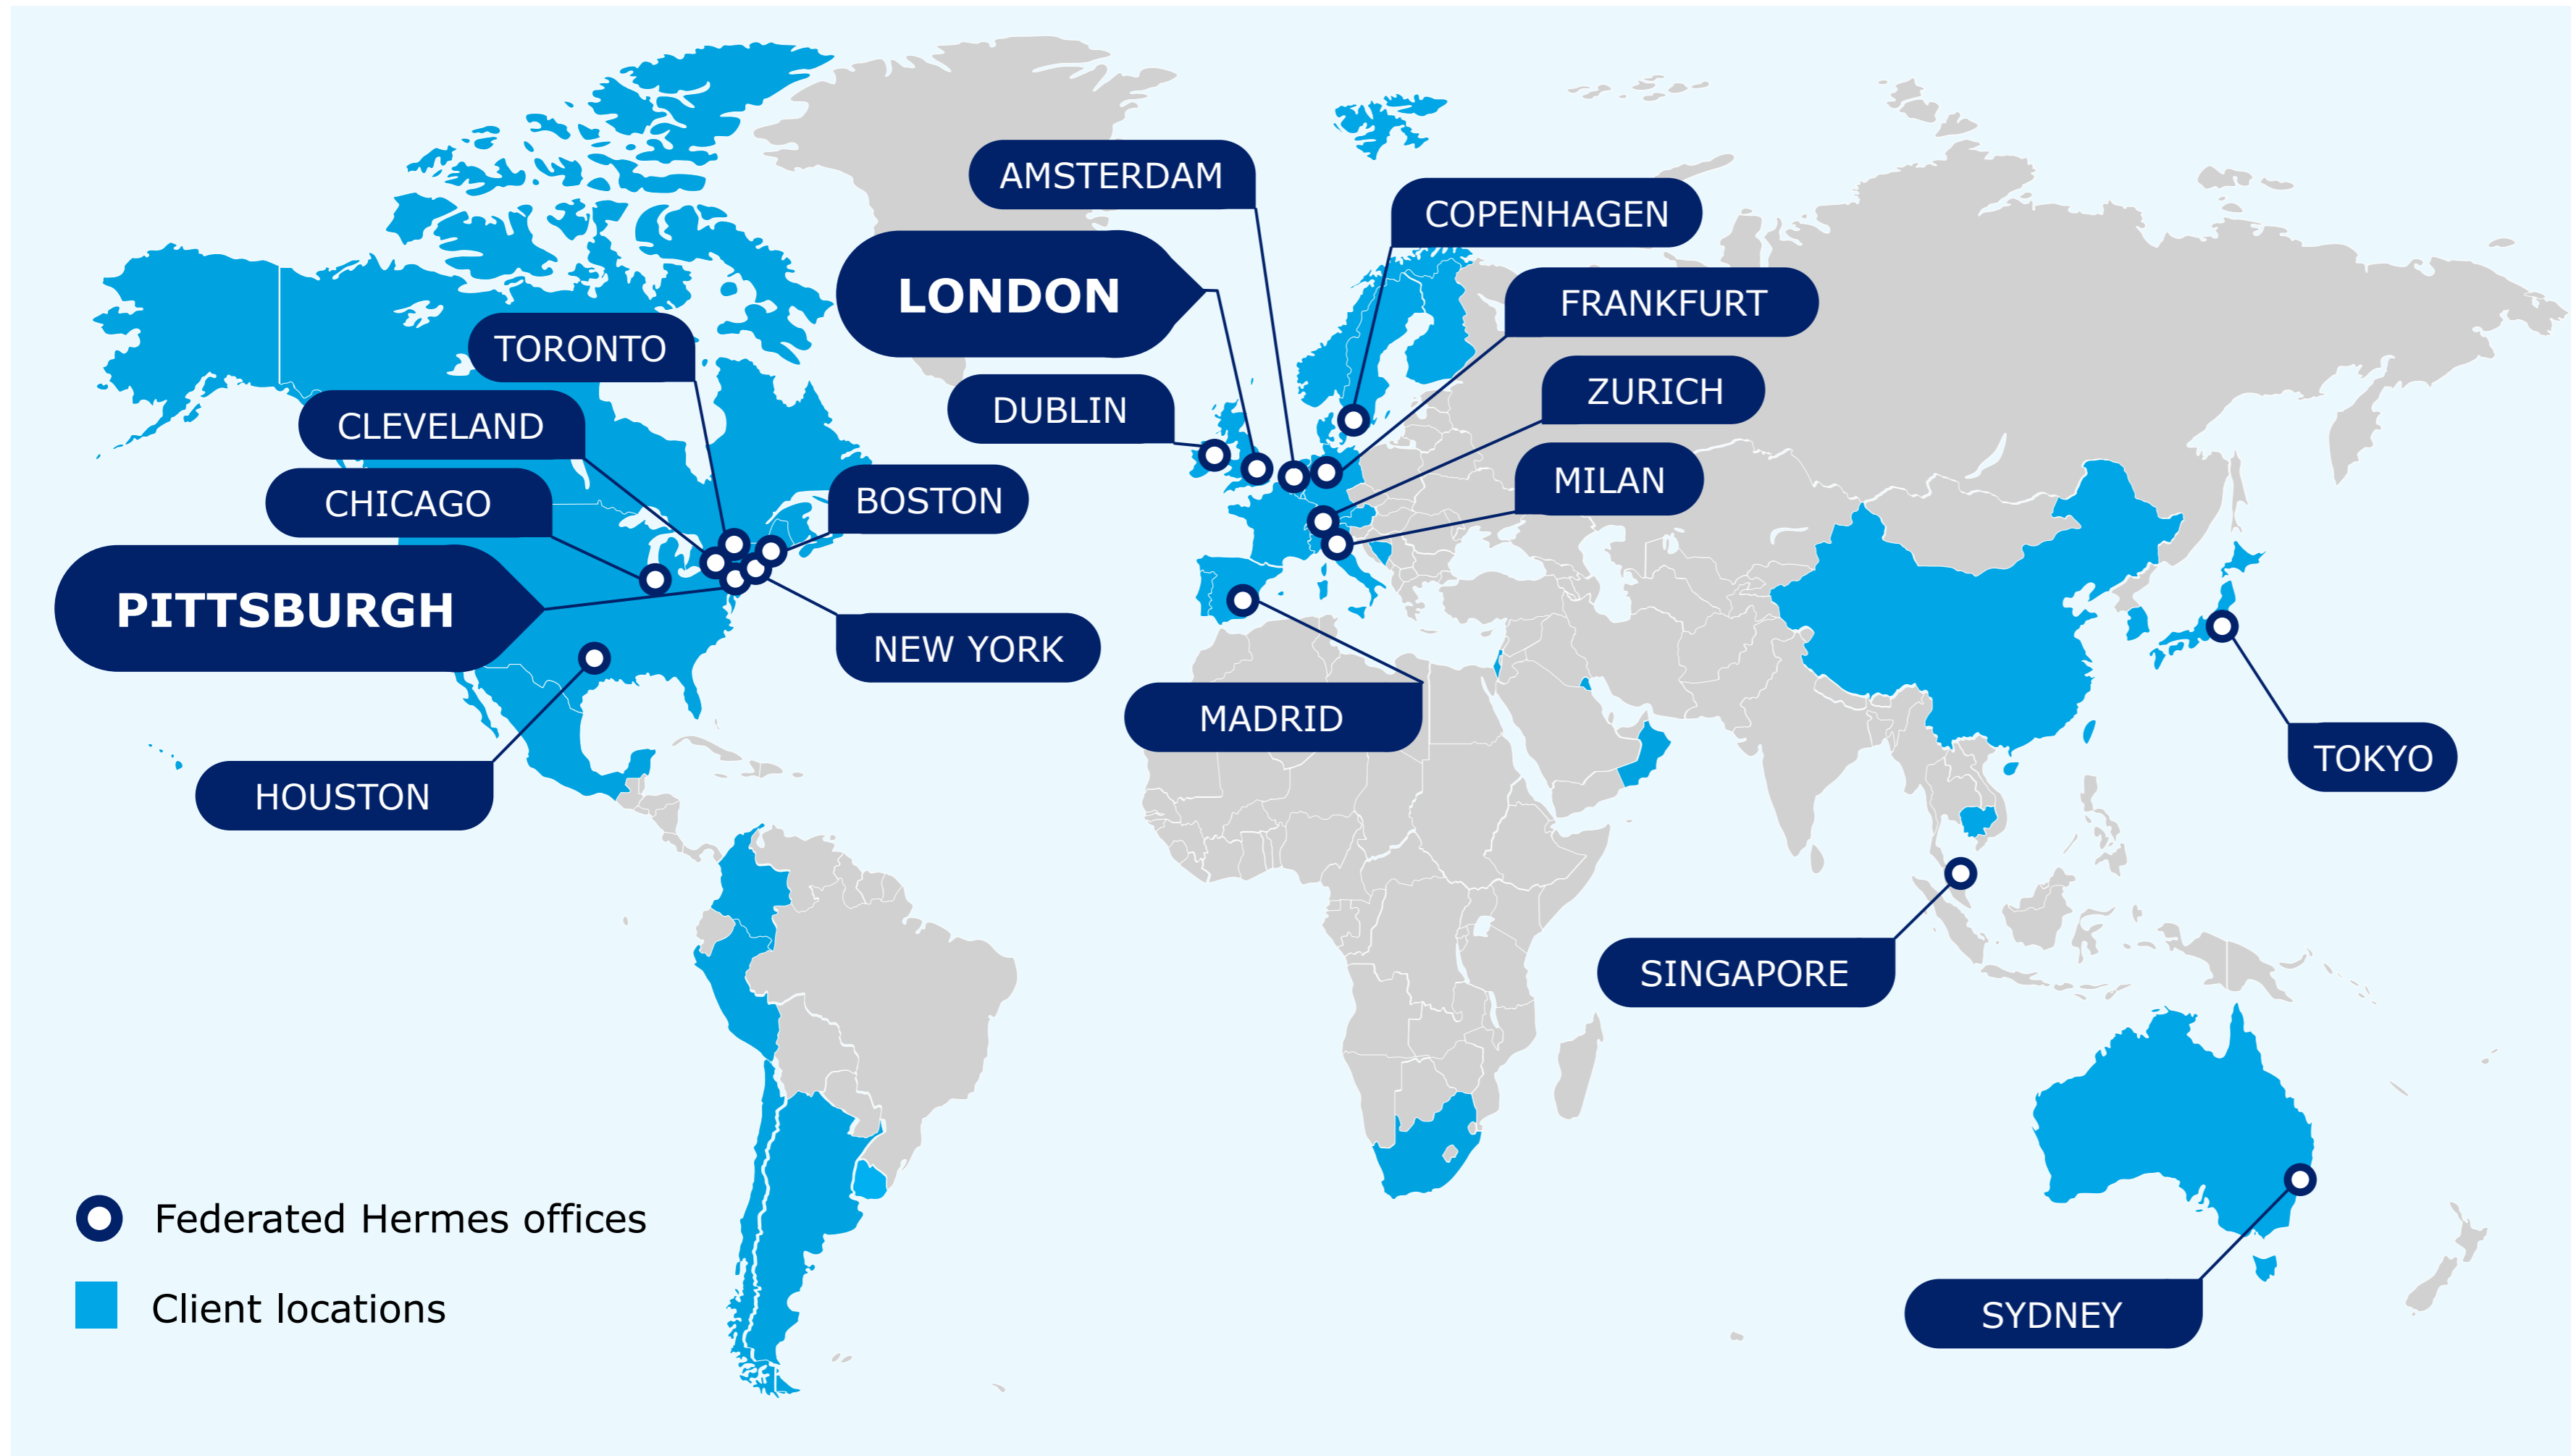 AMSTERDAM
COPENHAGEN
LONDON
FRANKFURT
TORONTO
ZURICH
DUBLIN
CLEVELAND
MILAN
CHICAGO
BOSTON
PITTSBURGH
NEW YORK
MADRID
TOKYO
HOUSTON
SINGAPORE
Federated Hermes offices
Client locations
SYDNEY